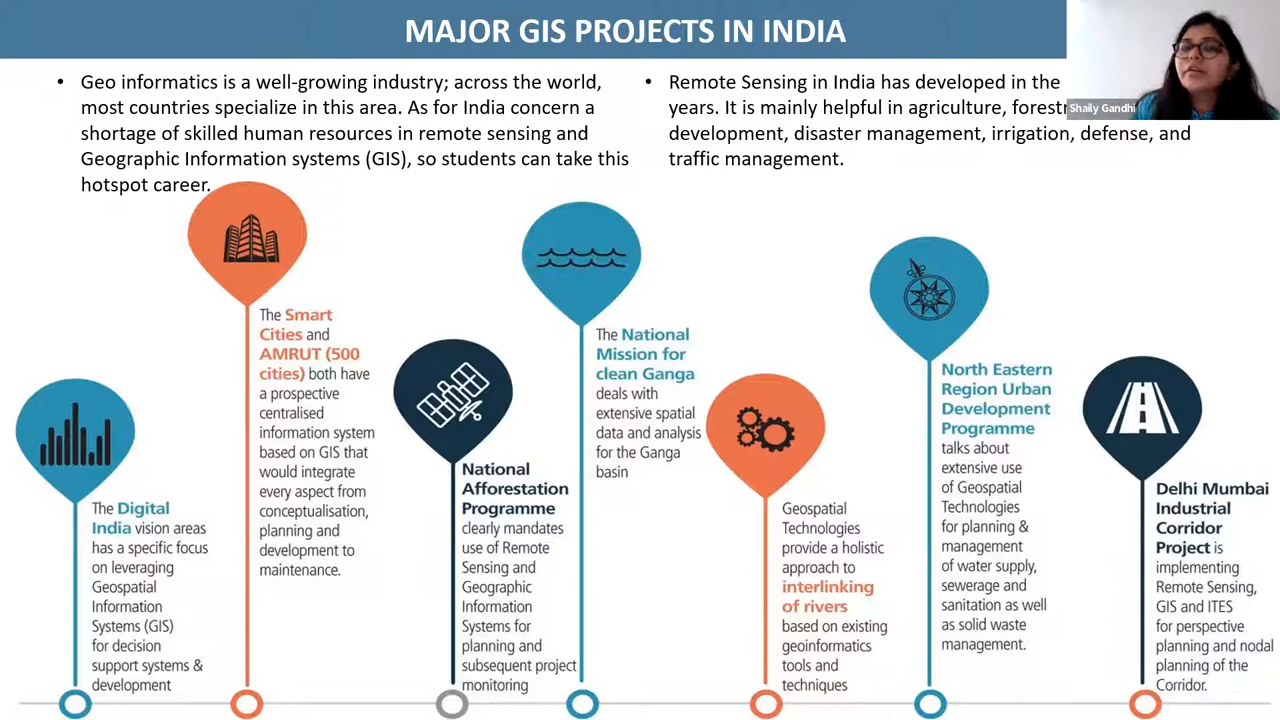 MAJOR GIS PROJECTS IN INDIA
Shaily Gandhi
• Geo informatics is a well-growing industry; across the world,
most countries specialize in this area. As for India concern a
shortage of skilled human resources in remote sensing and
Geographic Information systems (GIS), so students can take this
hotspot career.
• Remote Sensing in India has developed in the
years. It is mainly helpful in agriculture,
development, disaster management, irrigation, defense, and
traffic management.
The Digital
India vision areas
has a specific focus
on leveraging
Geospatial
Information
Systems (GIS)
for decision
support systems &
development
The Smart
Cities and
AMRUT (500
cities) both have
a prospective
centralised
information system
based on GIS that
would integrate
every aspect from
conceptualisation,
planning and
development to
maintenance.
National
Afforestation
Programme
clearly mandates
use of Remote
Sensing and
Geographic
Information
Systems for
planning and
subsequent project
monitoring
The National
Mission for
clean Ganga
deals with
extensive spatial
data and analysis
for the Ganga
basin
Geospatial
Technologies
provide a holistic
approach to
interlinking
of rivers
based on existing
geoinformatics
tools and
techniques
North Eastern
Region Urban
Development
Programme
talks about
extensive use
of Geospatial
Technologies
for planning &
management
of water supply,
sewerage and
sanitation as well
as solid waste
management.
Delhi Mumbai
Industrial
Corridor
Project is
implementing
Remote Sensing,
GIS and ITES
for perspective
planning and nodal
planning of the
Corridor.